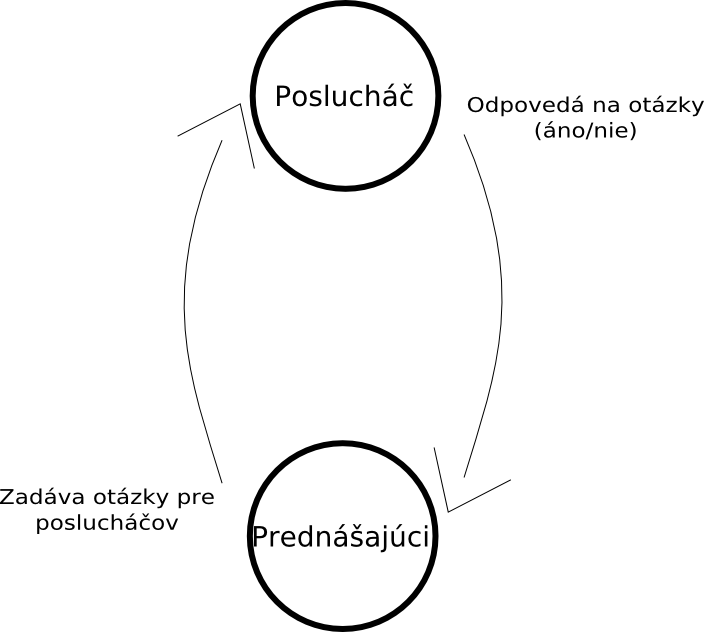 Poslucháč
Odpovedá na otázky
(áno/nie)
Zadáva otázky pre
poslucháčov
Prednášajúci